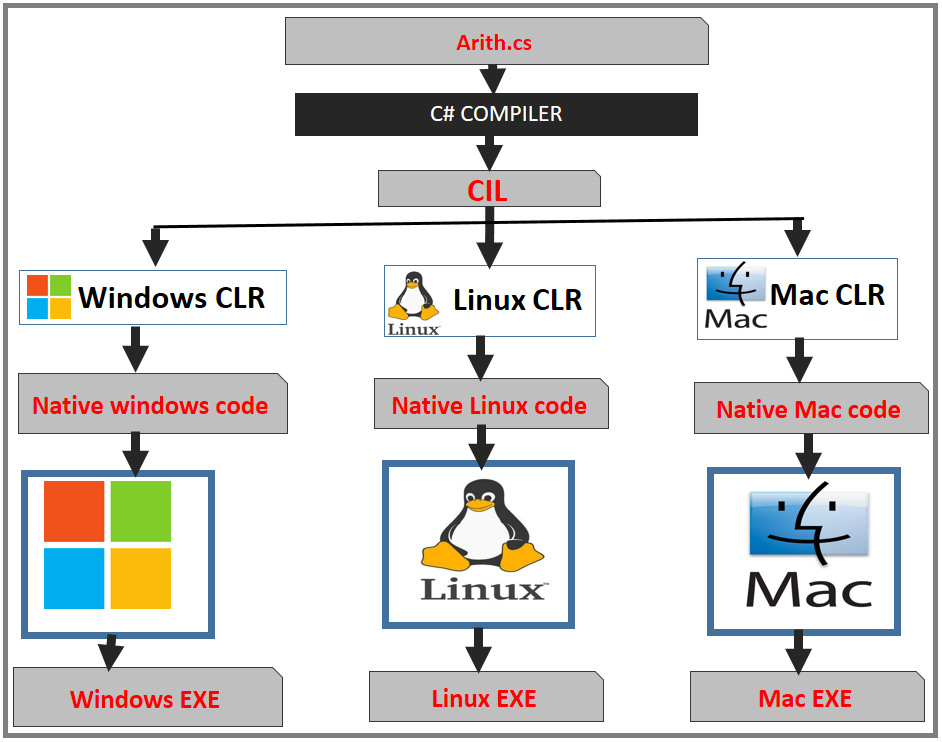 Arith.cs
C# COMPILER
CIL
Windows CLR
Linux
Linux CLR
Mac
Mac CLR
Native windows code
Native Linux code
Native Mac code
Linux™
Mac
Windows EXE
Linux EXE
Mac EXE